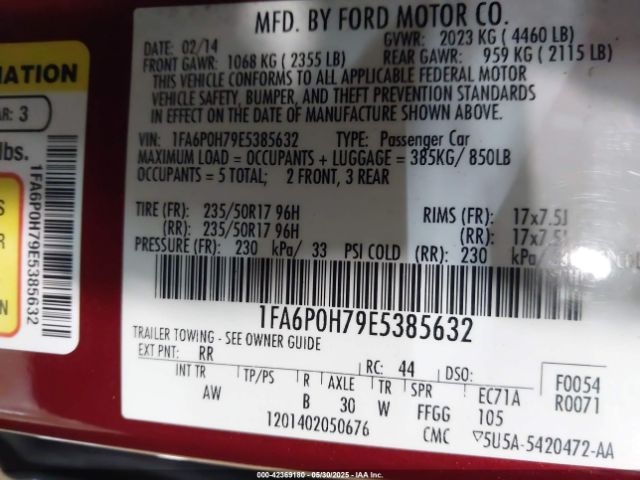 MFD. BY FORD MOTOR CO.
DATE: 02/14
GVWR: 2023 KG ( 4460 LB)
FRONT GAWR: 1068 KG ( 2355 LB)
REAR GAWR: 959 KG ( 2115 LB)
THIS VEHICLE CONFORMS TO ALL APPLICABLE FEDERAL MOTOR
VEHICLE SAFETY, BUMPER, AND THEFT PREVENTION STANDARDS
IN EFFECT ON THE DATE OF MANUFACTURE SHOWN ABOVE.
VIN: 1FA6P0H79E5385632 TYPE: Passenger Car
MAXIMUM LOAD = OCCUPANTS + LUGGAGE = 385KG/ 850LB
OCCUPANTS = 5 TOTAL; 2 FRONT, 3 REAR
TIRE (FR): 235/50R17 96H RIMS (FR): 17x7.5J
(RR): 235/50R17 96H (RR): 17x7.5J
PRESSURE (FR): 230 kPa/ 33 PSI COLD (RR): 230 kPa/
1FA6P0H79E5385632
TRAILER TOWING - SEE OWNER GUIDE
EXT PNT: RR RC: 44 DSO: F0054
INT TR TP/PS R AXLE TR SPR EC71A R0071
AW B 30 W FFGG 105
1201402050676 CMC ▽5U5A-5420472-AA
MATION
AR: 3
lbs.
1FA6P0H79E5385632
S
R
N
00-42369180 - 05/30/2025 - IAA Inc.